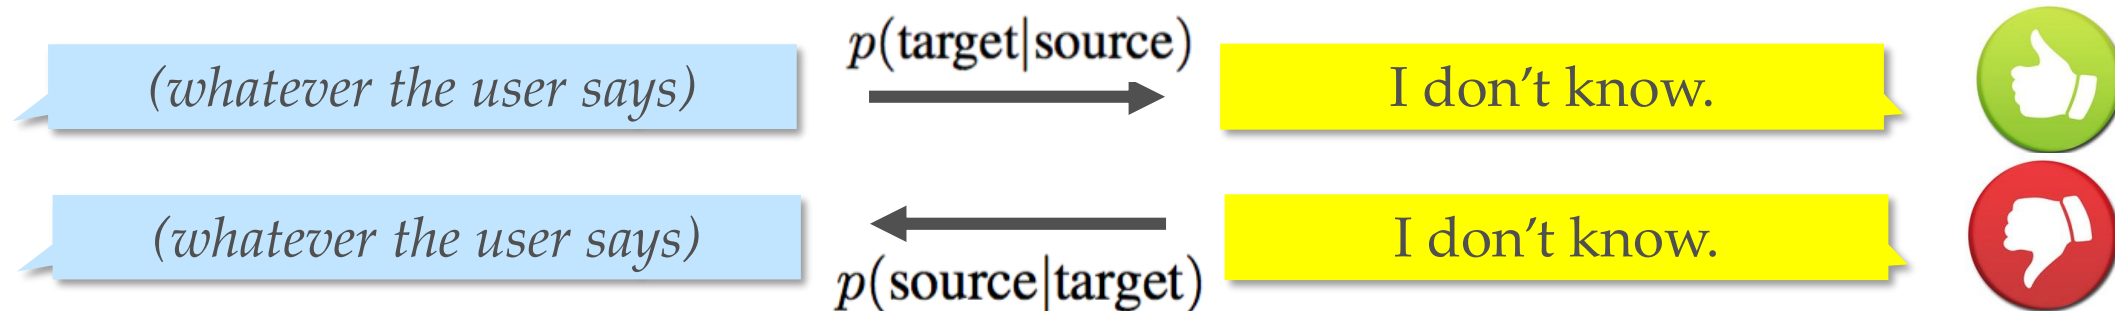 (whatever the user says)
p(target|source)
I don’t know.
(whatever the user says)
p(source|target)
I don’t know.